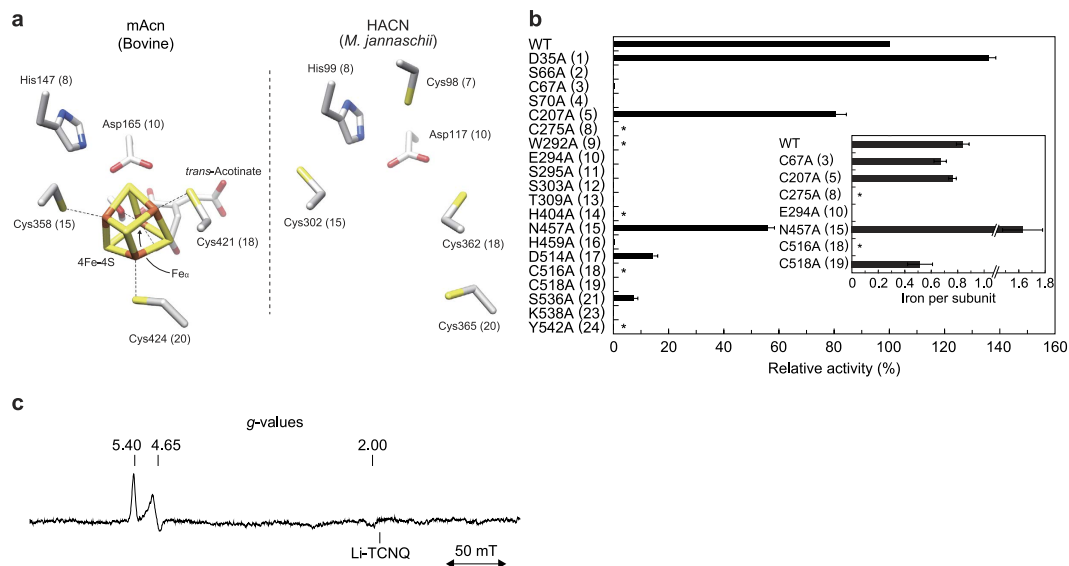 a
mAcn
(Bovine)
HACN
(M. jannaschii)
His147 (8)
Asp165 (10)
trans-Acotinate
Cys358 (15)
Cys421 (18)
4Fe-4S
Feα
Cys424 (20)
His99 (8)
Cys98 (7)
Asp117 (10)
Cys302 (15)
Cys362 (18)
Cys365 (20)
b
WT
D35A (1)
S66A (2)
C67A (3)
S70A (4)
C207A (5)
C275A (8) *
W292A (9) *
E294A (10)
S295A (11)
S303A (12)
T309A (13)
H404A (14) *
N457A (15)
H459A (16)
D514A (17)
C516A (18) *
C518A (19)
S536A (21)
K538A (23)
Y542A (24) *
0 20 40 60 80 100 120 140 160
Relative activity (%)
WT
C67A (3)
C207A (5)
C275A (8) *
E294A (10)
N457A (15)
C516A (18) *
C518A (19)
0 0.2 0.4 0.6 0.8 1.0 1.6 1.8
Iron per subunit
c
g-values
5.40 4.65 2.00
Li-TCNQ
50 mT